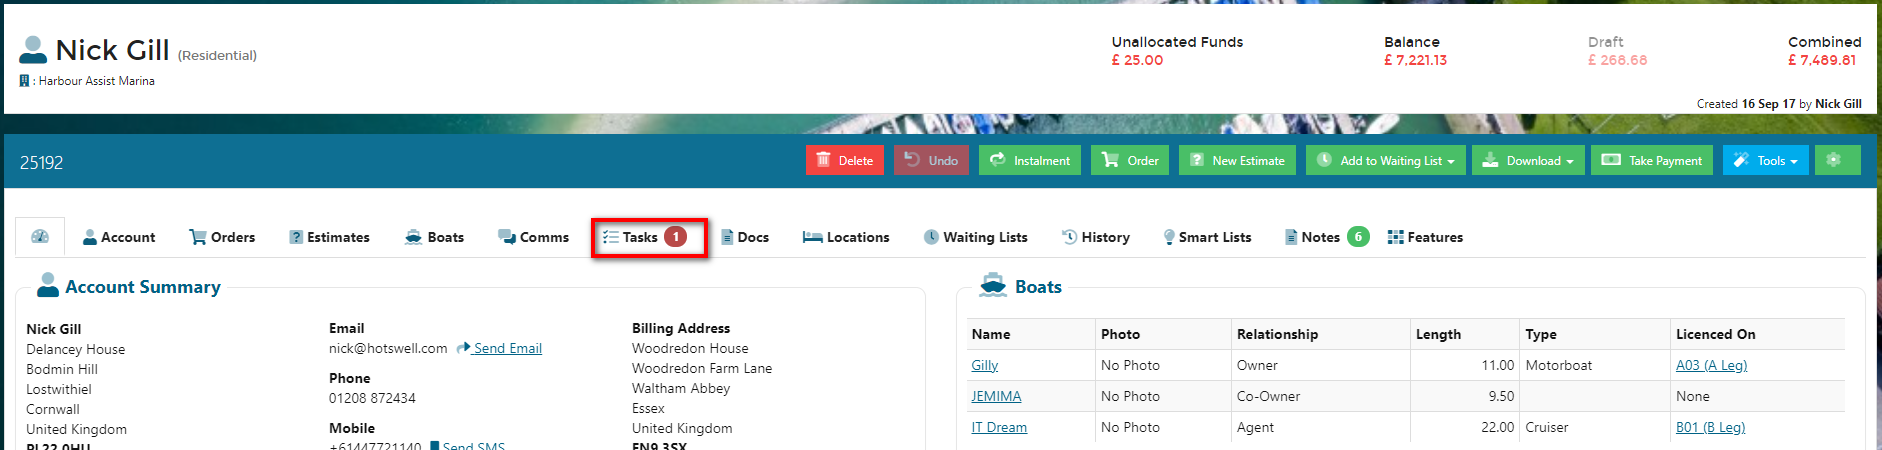 Nick Gill (Residential)
: Harbour Assist Marina
Unallocated Funds
£ 25.00
Balance
£ 7,221.13
Draft
£ 268.68
Combined
£ 7,489.81
Created 16 Sep 17 by Nick Gill
25192
Delete
Undo
Instalment
Order
New Estimate
Add to Waiting List
Download
Take Payment
Tools
Account
Orders
Estimates
Boats
Comms
Tasks 1
Docs
Locations
Waiting Lists
History
Smart Lists
Notes 6
Features
Account Summary
Nick Gill
Delancey House
Bodmin Hill
Lostwithiel
Cornwall
United Kingdom
PL22 0HU
Email
nick@hotswell.com Send Email
Phone
01208 872434
Mobile
+61447721140 Send SMS
Billing Address
Woodredon House
Woodredon Farm Lane
Waltham Abbey
Essex
United Kingdom
EN9 3SX
Boats
Name Photo Relationship Length Type Licenced On
Gilly No Photo Owner 11.00 Motorboat A03 (A Leg)
JEMIMA No Photo Co-Owner 9.50 None
IT Dream No Photo Agent 22.00 Cruiser B01 (B Leg)